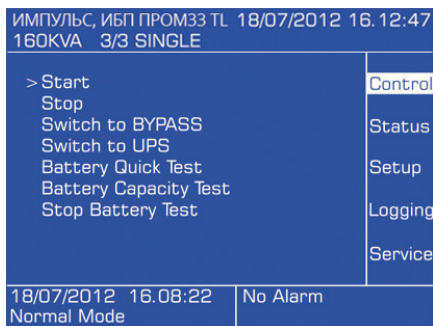 ИМПУЛЬС, ИБП ПРОМ33 TL 18/07/2012 16.12:47
160KVA 3/3 SINGLE
> Start
Control
Stop
Switch to BYPASS
Status
Switch to UPS
Battery Quick Test
Setup
Battery Capacity Test
Stop Battery Test
Logging
Service
18/07/2012 16.08:22 No Alarm
Normal Mode